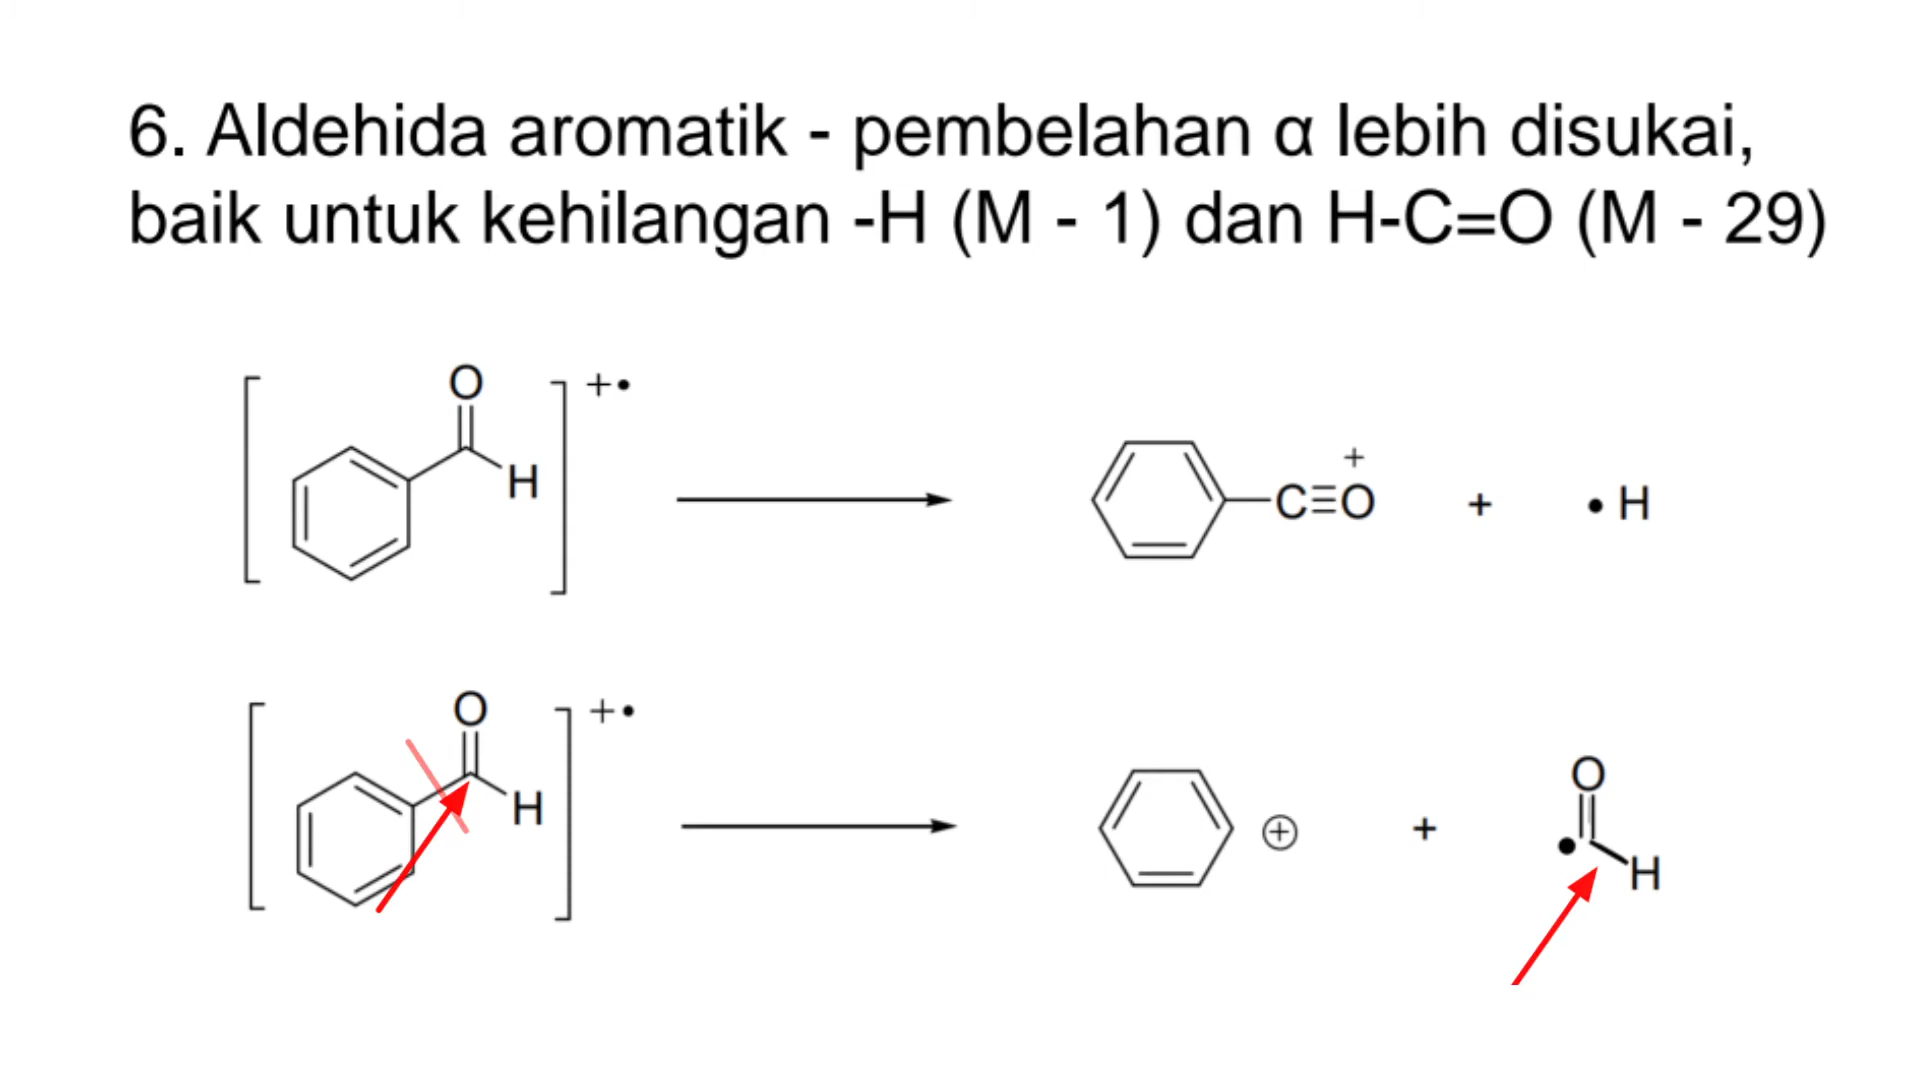 6. Aldehida aromatik - pembelahan α lebih disukai,
baik untuk kehilangan -H (M - 1) dan H-C=O (M - 29)
O
H
+•
C≡O
+
+
• H
O
H
+•
⊕
+
O
•
H